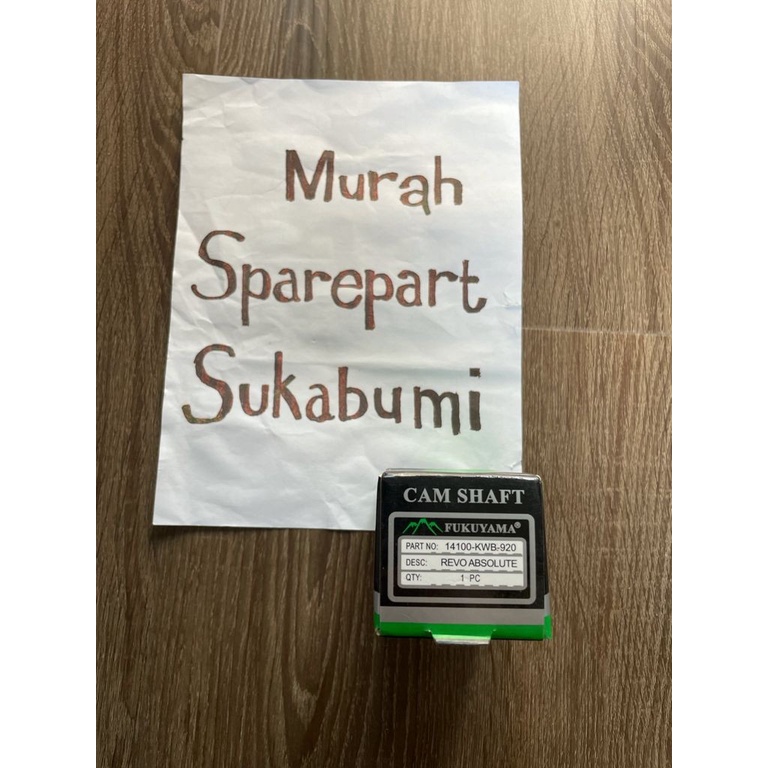 Murah
Sparepart
Sukabumi
CAM SHAFT
FUKUYAMA®
PART NO: 14100-KWB-920
DESC: REVO ABSOLUTE
QTY: 1 PC